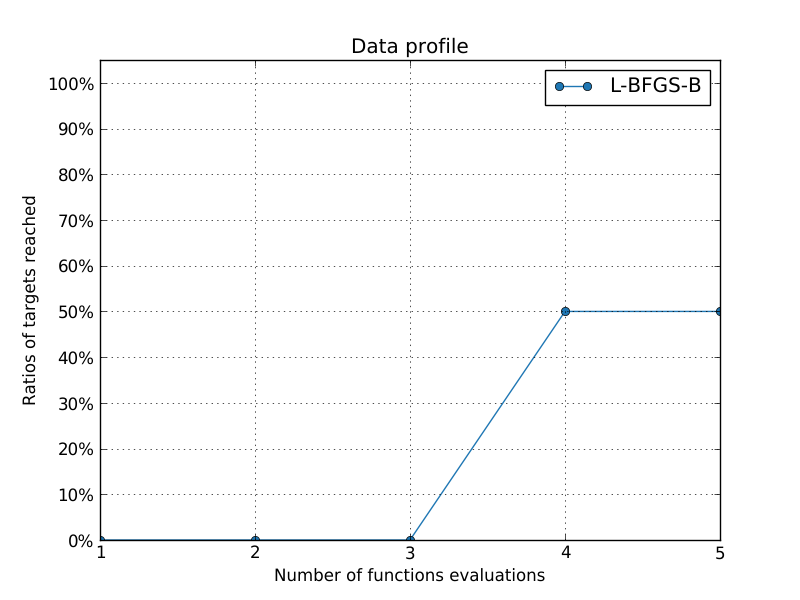 Data profile
L-BFGS-B
100%
90%
80%
70%
60%
50%
40%
30%
20%
10%
0%
Ratios of targets reached
1 2 3 4 5
Number of functions evaluations